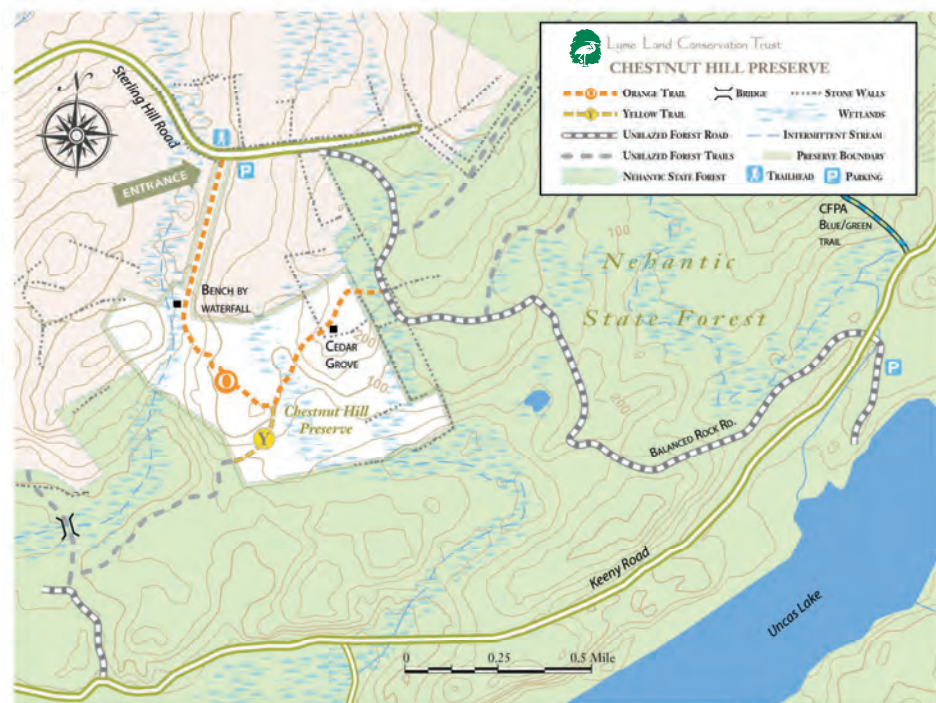 Lyme Land Conservation Trust
CHESTNUT HILL PRESERVE
O ORANGE TRAIL
BRIDGE
STONE WALLS
Y YELLOW TRAIL
WETLANDS
UNBLAZED FOREST ROAD
INTERMITTENT STREAM
UNBLAZED FOREST TRAILS
PRESERVE BOUNDARY
NEHANTIC STATE FOREST
TRAILHEAD
P PARKING
N
Sterling Hill Road
P
ENTRANCE
CFPA
BLUE/GREEN
TRAIL
100
Nehantic
State Forest
BENCH BY
WATERFALL
CEDAR
GROVE
200
100
O
Chestnut Hill
Preserve
Y
200
BALANCED ROCK RD.
P
Keeny Road
Uncas Lake
0 0.25 0.5 Mile